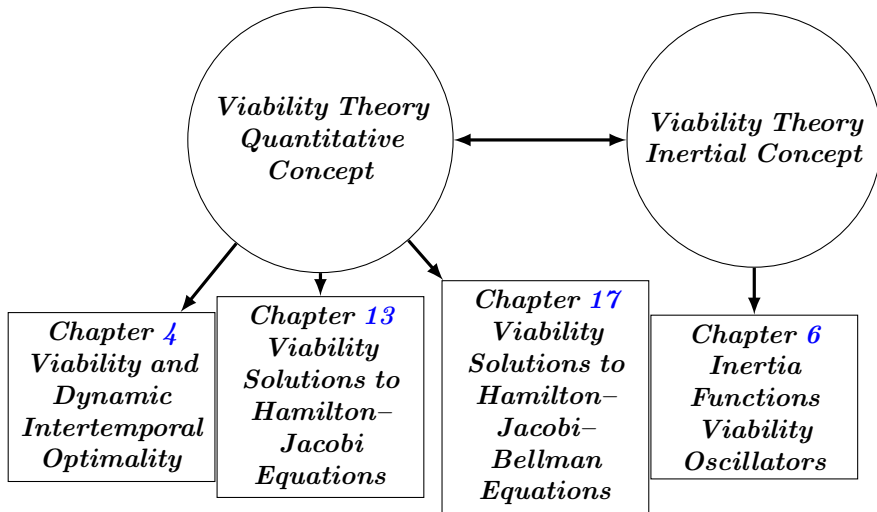 Viability Theory
Quantitative
Concept
Viability Theory
Inertial Concept
Chapter 4
Viability and
Dynamic
Intertemporal
Optimality
Chapter 13
Viability
Solutions to
Hamilton–
Jacobi
Equations
Chapter 17
Viability
Solutions to
Hamilton–
Jacobi–
Bellman
Equations
Chapter 6
Inertia
Functions
Viability
Oscillators